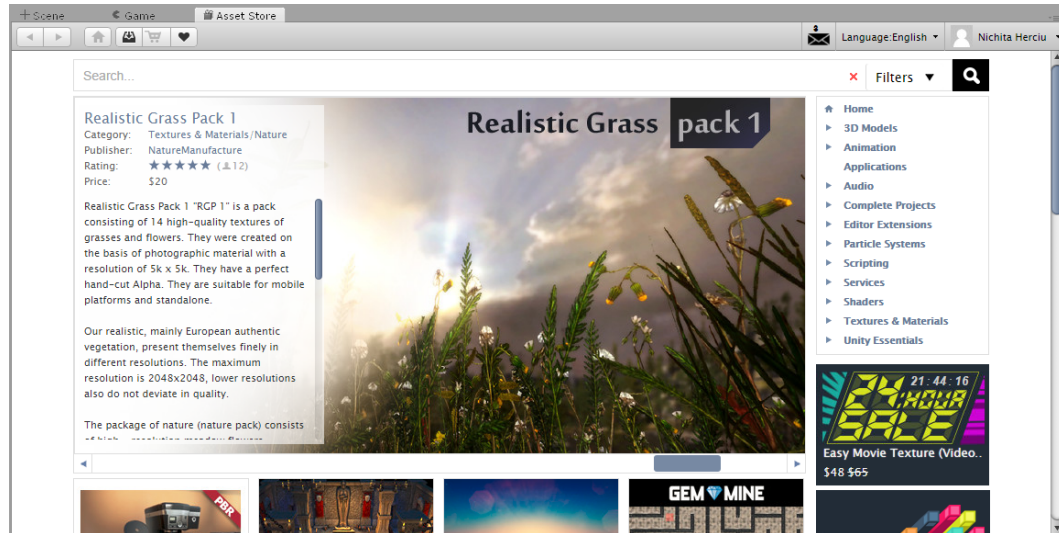 Scene
Game
Asset Store
3
Language:English
Nichita Herciu
Search...
Filters
Realistic Grass pack 1
Realistic Grass Pack 1
Category: Textures & Materials/Nature
Publisher: NatureManufacture
Rating: ★★★★★ (12)
Price: $20
Realistic Grass Pack 1 "RGP 1" is a pack
consisting of 14 high-quality textures of
grasses and flowers. They were created on
the basis of photographic material with a
resolution of 5k x 5k. They have a perfect
hand-cut Alpha. They are suitable for mobile
platforms and standalone.
Our realistic, mainly European authentic
vegetation, present themselves finely in
different resolutions. The maximum
resolution is 2048x2048, lower resolutions
also do not deviate in quality.
The package of nature (nature pack) consists
of high - resolution meadow flowers
Home
3D Models
Animation
Applications
Audio
Complete Projects
Editor Extensions
Particle Systems
Scripting
Services
Shaders
Textures & Materials
Unity Essentials
21:44:16
24 HOUR
SALE
Easy Movie Texture (Video..
$48 $65
PBR
GEM MINE